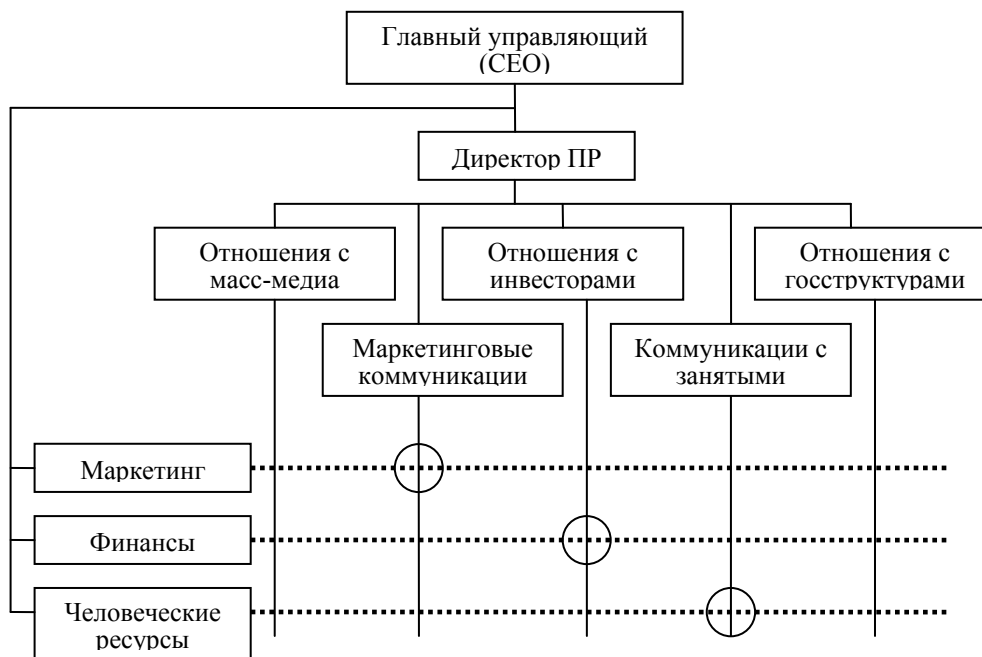 Главный управляющий
(CEO)
Директор ПР
Отношения с
масс-медиа
Отношения с
инвесторами
Отношения с
госструктурами
Маркетинговые
коммуникации
Коммуникации с
занятыми
Маркетинг
Финансы
Человеческие
ресурсы